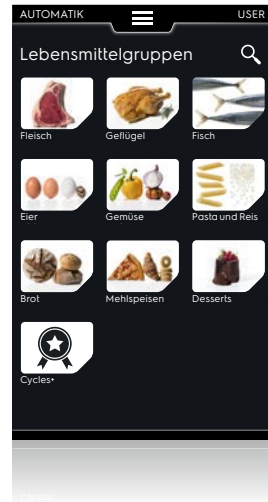 AUTOMATIK USER
Lebensmittelgruppen
Fleisch Geflügel Fisch
Eier Gemüse Pasta und Reis
Brot Mehlspeisen Desserts
Cycles+